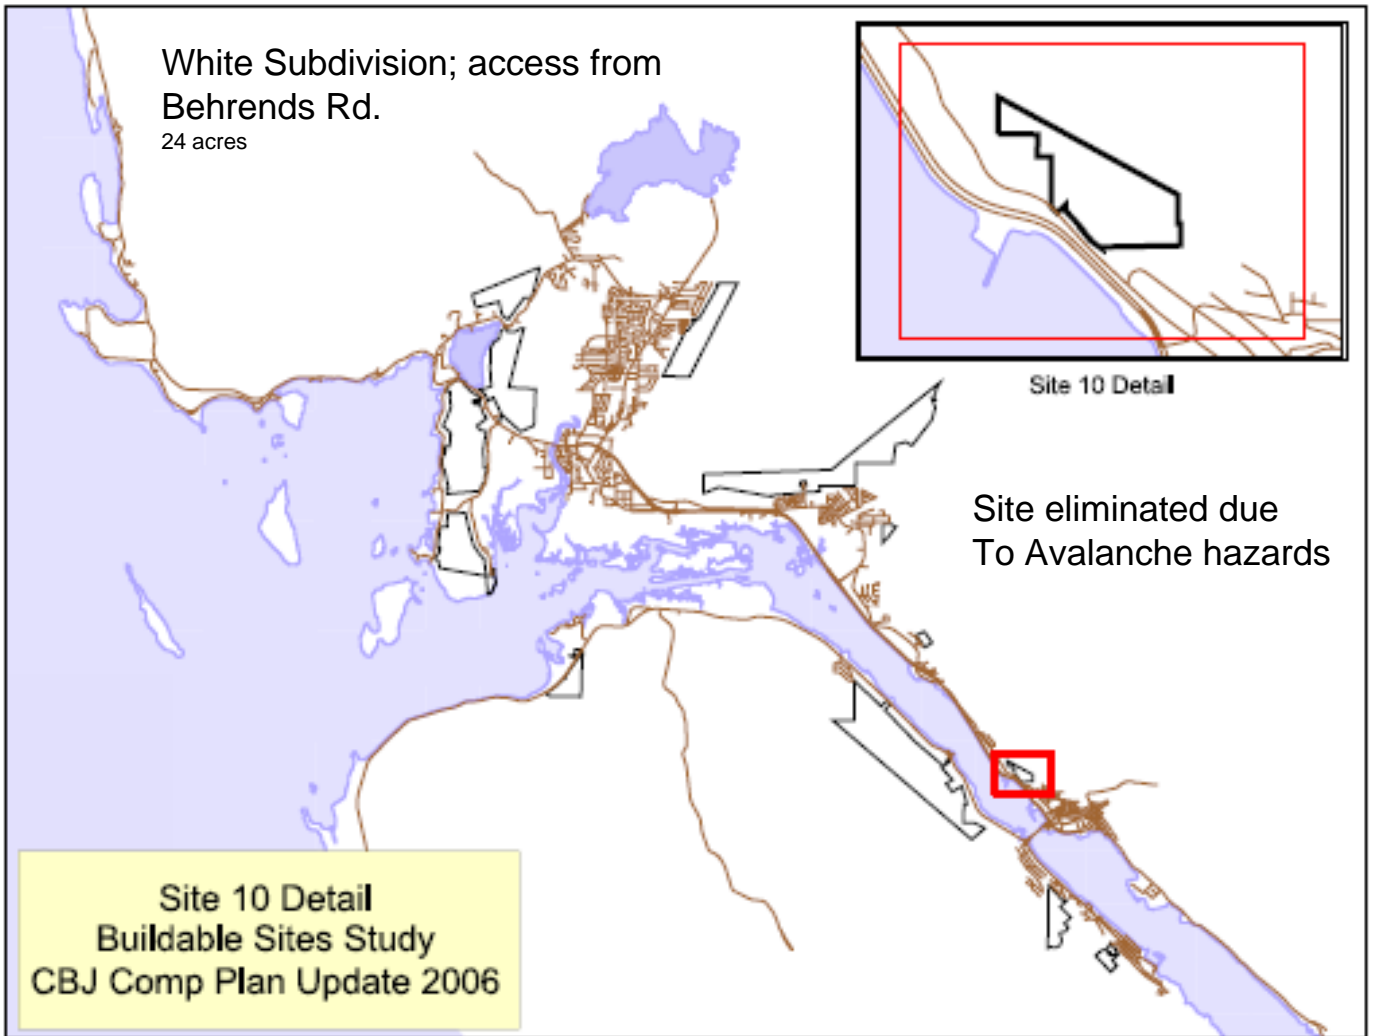 White Subdivision; access from
Behrends Rd.
24 acres
Site 10 Detail
Site eliminated due
To Avalanche hazards
Site 10 Detail
Buildable Sites Study
CBJ Comp Plan Update 2006